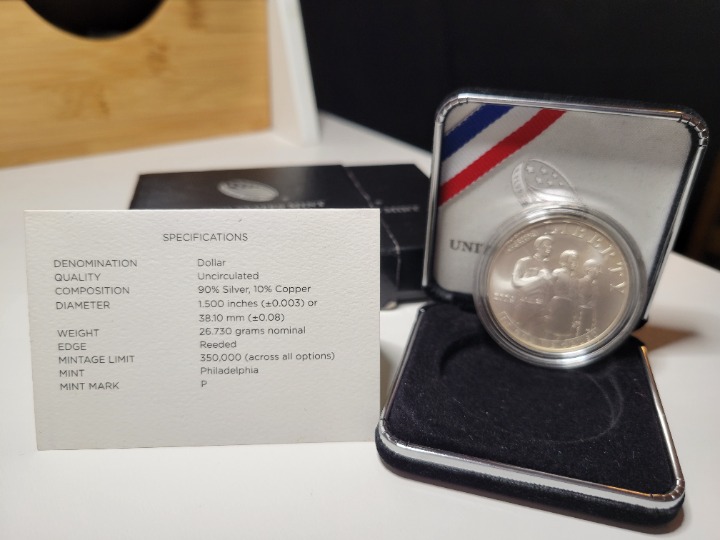 SPECIFICATIONS
DENOMINATION Dollar
QUALITY Uncirculated
COMPOSITION 90% Silver, 10% Copper
DIAMETER 1.500 inches (±0.003) or
38.10 mm (±0.08)
WEIGHT 26.730 grams nominal
EDGE Reeded
MINTAGE LIMIT 350,000 (across all options)
MINT Philadelphia
MINT MARK P
MINT
LIBERTY